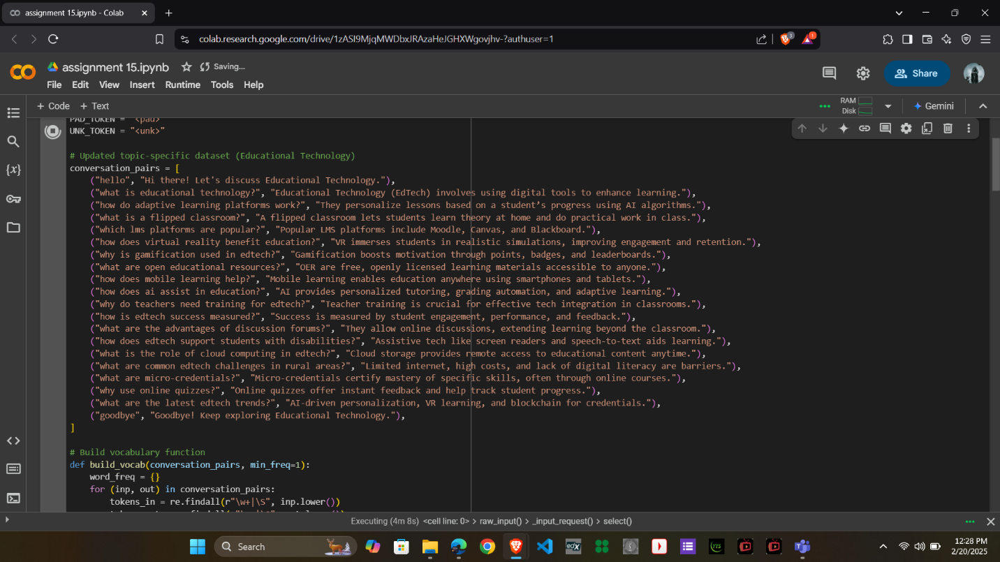 assignment 15.ipynb - Colab
colab.research.google.com/drive/1zASI9MjqMWDbxJRAzaHeJGHXWgovjhv-?authuser=1
3
1
assignment 15.ipynb
Saving...
File Edit View Insert Runtime Tools Help
Share
+ Code + Text
RAM
Disk
Gemini
PAD_TOKEN = "<pad>"
UNK_TOKEN = "<unk>"
# Updated topic-specific dataset (Educational Technology)
conversation_pairs = [
("hello", "Hi there! Let's discuss Educational Technology."),
("what is educational technology?", "Educational Technology (EdTech) involves using digital tools to enhance learning."),
("how do adaptive learning platforms work?", "They personalize lessons based on a student’s progress using AI algorithms."),
("what is a flipped classroom?", "A flipped classroom lets students learn theory at home and do practical work in class."),
("which lms platforms are popular?", "Popular LMS platforms include Moodle, Canvas, and Blackboard."),
("how does virtual reality benefit education?", "VR immerses students in realistic simulations, improving engagement and retention."),
("why is gamification used in edtech?", "Gamification boosts motivation through points, badges, and leaderboards."),
("what are open educational resources?", "OER are free, openly licensed learning materials accessible to anyone."),
("how does mobile learning help?", "Mobile learning enables education anywhere using smartphones and tablets."),
("how does ai assist in education?", "AI provides personalized tutoring, grading automation, and adaptive learning."),
("why do teachers need training for edtech?", "Teacher training is crucial for effective tech integration in classrooms."),
("how is edtech success measured?", "Success is measured by student engagement, performance, and feedback."),
("what are the advantages of discussion forums?", "They allow online discussions, extending learning beyond the classroom."),
("how does edtech support students with disabilities?", "Assistive tech like screen readers and speech-to-text aids learning."),
("what is the role of cloud computing in edtech?", "Cloud storage provides remote access to educational content anytime."),
("what are common edtech challenges in rural areas?", "Limited internet, high costs, and lack of digital literacy are barriers."),
("what are micro-credentials?", "Micro-credentials certify mastery of specific skills, often through online courses."),
("why use online quizzes?", "Online quizzes offer instant feedback and help track student progress."),
("what are the latest edtech trends?", "AI-driven personalization, VR learning, and blockchain for credentials."),
("goodbye", "Goodbye! Keep exploring Educational Technology."),
]
# Build vocabulary function
def build_vocab(conversation_pairs, min_freq=1):
word_freq = {}
for (inp, out) in conversation_pairs:
tokens_in = re.findall(r"\w+|\S", inp.lower())
Executing (4m 8s) <cell line: 0> > raw_input() > _input_request() > select()
Search
edX
YTS
12:28 PM
2/20/2025